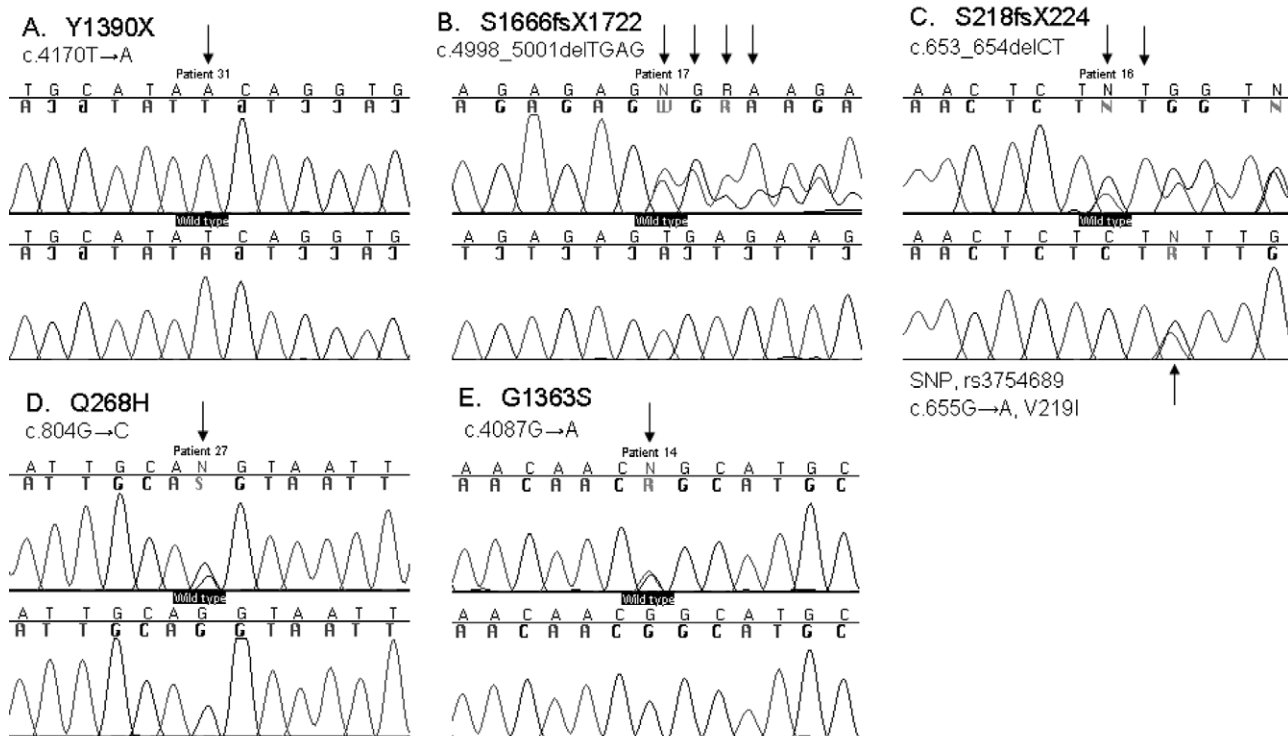 A. Y1390X
c.4170T→A
Patient 31
T G C A T A A C A G G T G
A C G T A T T G T C C A C
Wild type
T G C A T A T C A G G T G
A C G T A T A G T C C A C
B. S1666fsX1722
c.4998_5001delTGAG
Patient 17
A G A G A G N G R A A G A
A G A G A G W G R A A G A
Wild type
A G A G A G T G A G A A G
T C T C T C A C T C T T C
C. S218fsX224
c.653_654delCT
Patient 16
A A C T C T N T G G T N
A A C T C T N T G G T N
Wild type
A A C T C T C T N T T G
A A C T C T C T R T T G
SNP, rs3754689
c.655G→A, V219I
D. Q268H
c.804G→C
Patient 27
A T T G C A N G T A A T T
A T T G C A S G T A A T T
Wild type
A T T G C A G G T A A T T
A T T G C A G G T A A T T
E. G1363S
c.4087G→A
Patient 14
A A C A A C N G C A T G C
A A C A A C R G C A T G C
Wild type
A A C A A C G G C A T G C
A A C A A C G G C A T G C